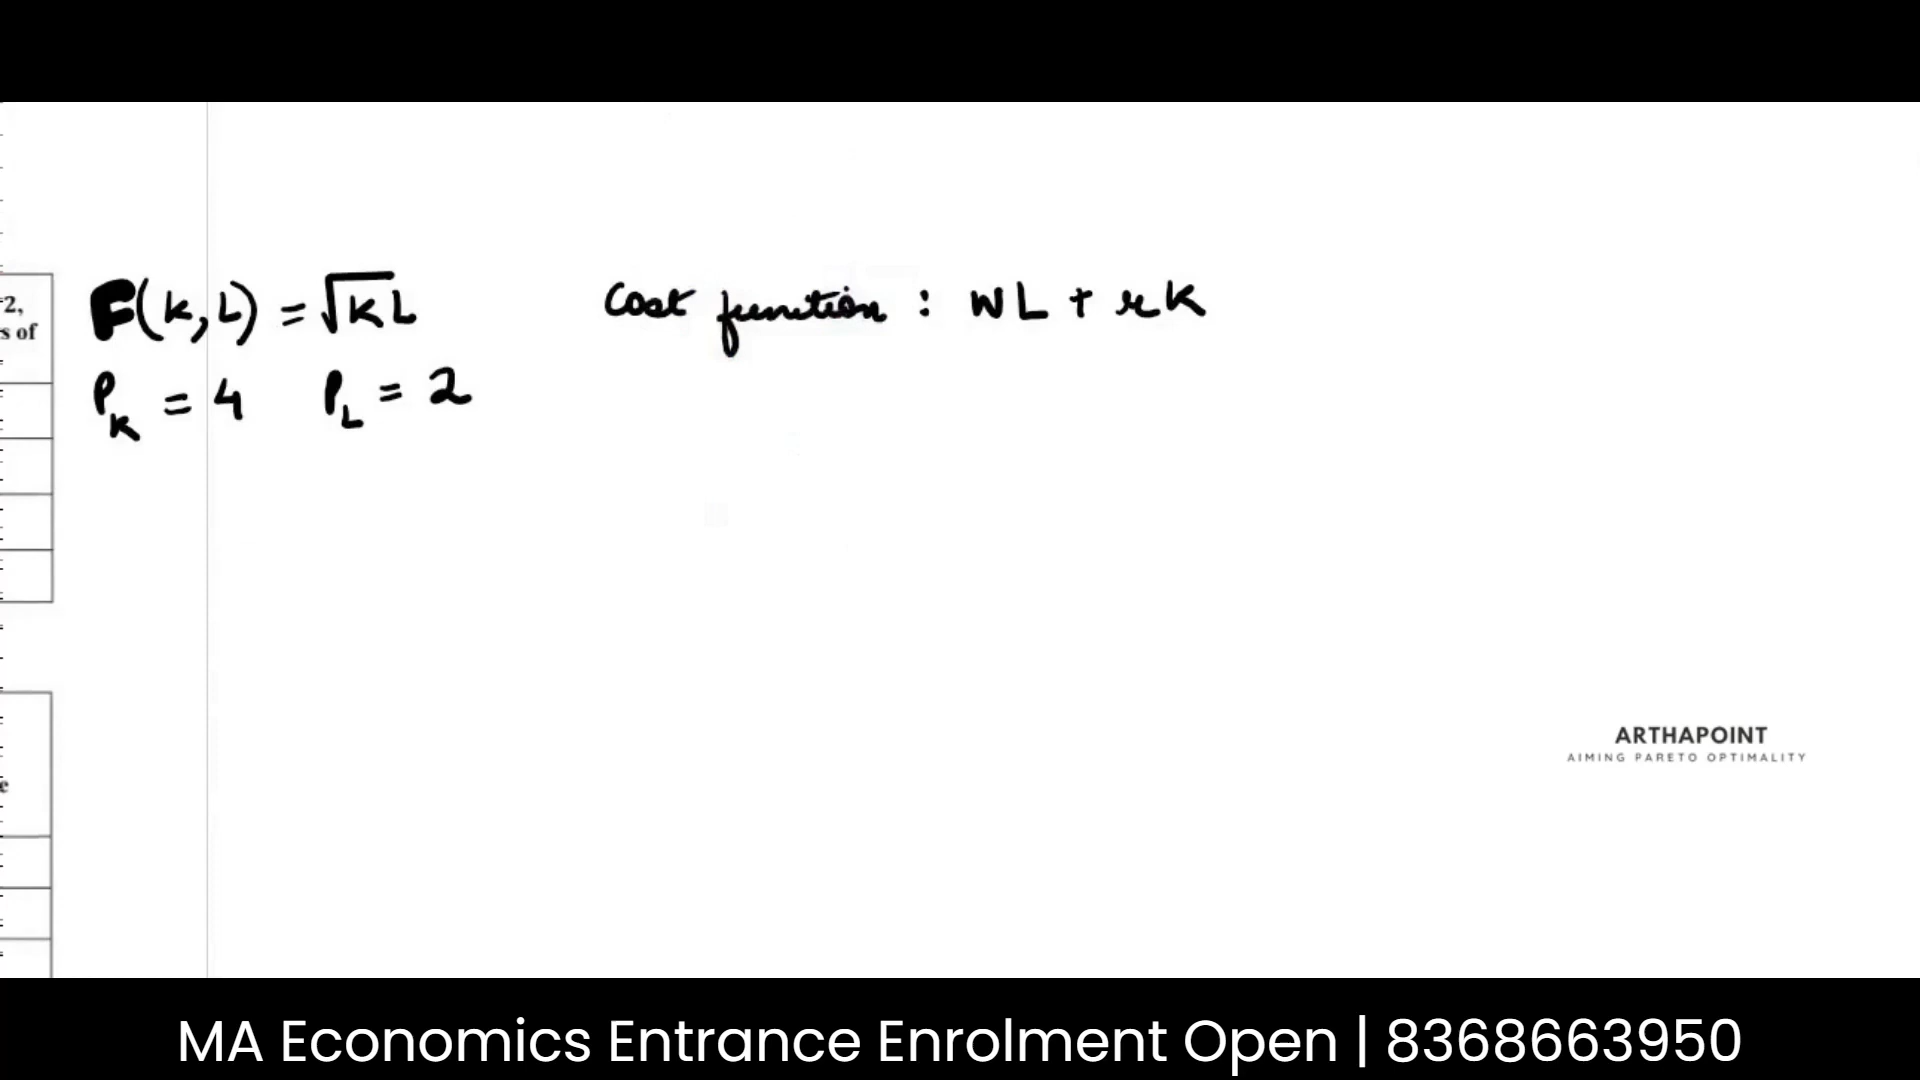 2,
s of
F(K,L) = √KL
Cost function : WL + rK
P_K = 4 P_L = 2
e
ARTHAPOINT
AIMING PARETO OPTIMALITY
MA Economics Entrance Enrolment Open | 8368663950